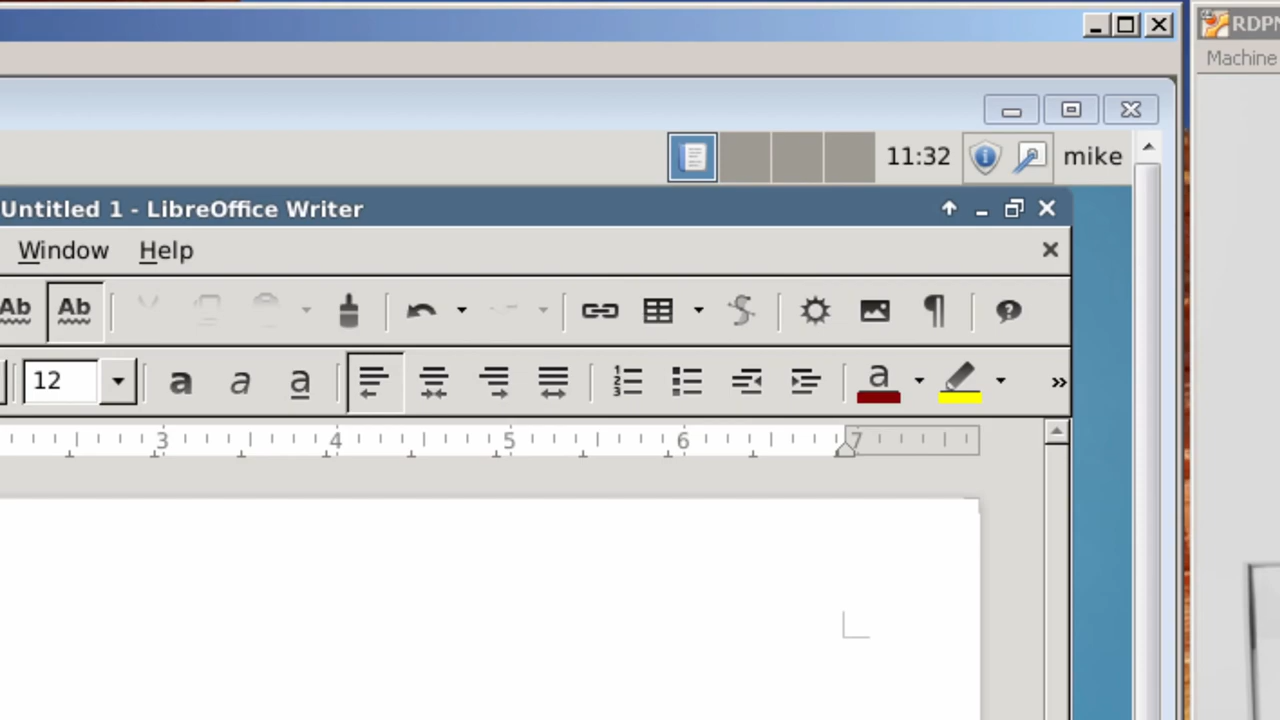 RDPN
Machine
11:32 mike
Untitled 1 - LibreOffice Writer
Window Help
Ab Ab
12 a a a a
3 4 5 6 7